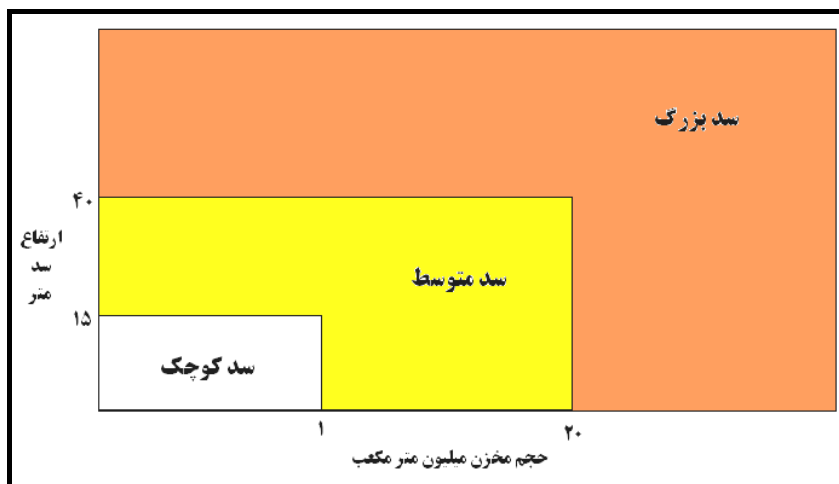 سد بزرگ
۴۰
ارتفاع
سد
متر
سد متوسط
۱۵
سد کوچک
۱
۲۰
حجم مخزن میلیون متر مکعب